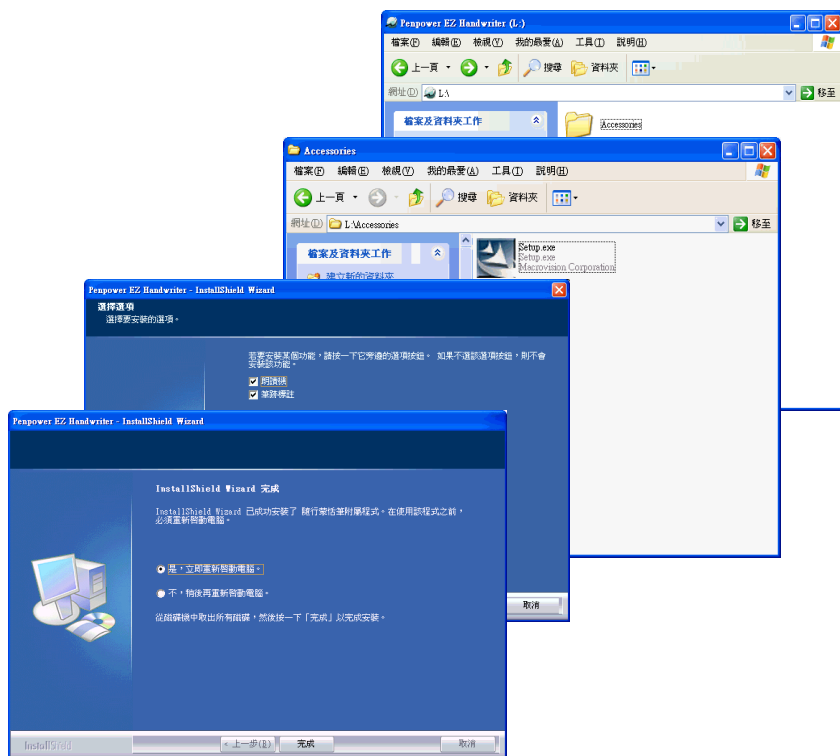 Penpower EZ Handwriter (L:)
檔案(F) 編輯(E) 檢視(V) 我的最愛(A) 工具(T) 說明(H)
上一頁 搜尋 資料夾
網址(D) L:\ 移至
檔案及資料夾工作 Accessories
Accessories
檔案(F) 編輯(E) 檢視(V) 我的最愛(A) 工具(T) 說明(H)
上一頁 搜尋 資料夾
網址(D) L:\Accessories 移至
檔案及資料夾工作
Setup.exe
Setup.exe
Macrovision Corporation
建立新的資料夾
Penpower EZ Handwriter - InstallShield Wizard
選擇選項
選擇要安裝的選項。
若要安裝某個功能，請按一下它旁邊的選項按鈕。 如果不選該選項按鈕，則不會
安裝該功能。
朗讀機
筆跡標註
取消
Penpower EZ Handwriter - InstallShield Wizard
InstallShield Wizard 完成
InstallShield Wizard 已成功安裝了 隨行蒙恬筆附屬程式。在使用該程式之前，
必須重新啟動電腦。
是，立即重新啟動電腦。
不，稍後再重新啟動電腦。
從磁碟機中取出所有磁碟，然後按一下「完成」以完成安裝。
InstallShield
< 上一步(B) 完成 取消